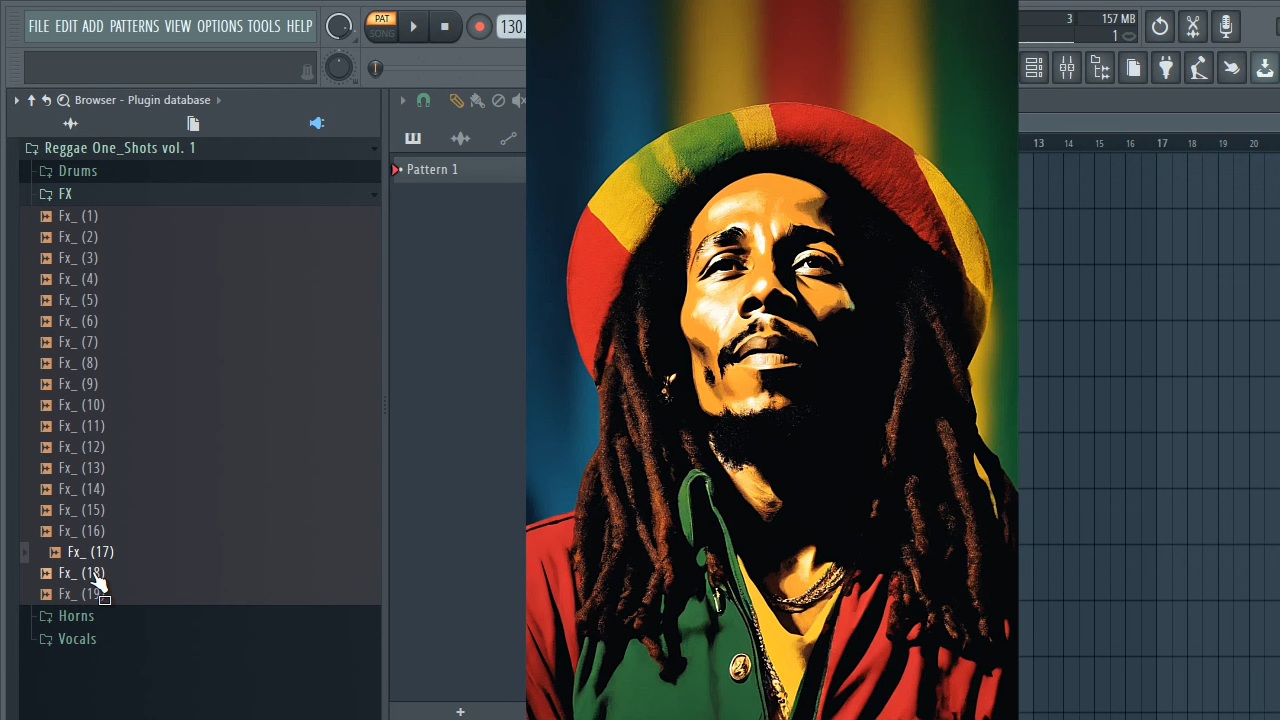 FILE EDIT ADD PATTERNS VIEW OPTIONS TOOLS HELP
PAT
SONG
130.
3
157 MB
1
Browser - Plugin database
Reggae One_Shots vol. 1
Drums
FX
Fx_ (1)
Fx_ (2)
Fx_ (3)
Fx_ (4)
Fx_ (5)
Fx_ (6)
Fx_ (7)
Fx_ (8)
Fx_ (9)
Fx_ (10)
Fx_ (11)
Fx_ (12)
Fx_ (13)
Fx_ (14)
Fx_ (15)
Fx_ (16)
Fx_ (17)
Fx_ (18)
Fx_ (19
Horns
Vocals
Pattern 1
13 14 15 16 17 18 19 20